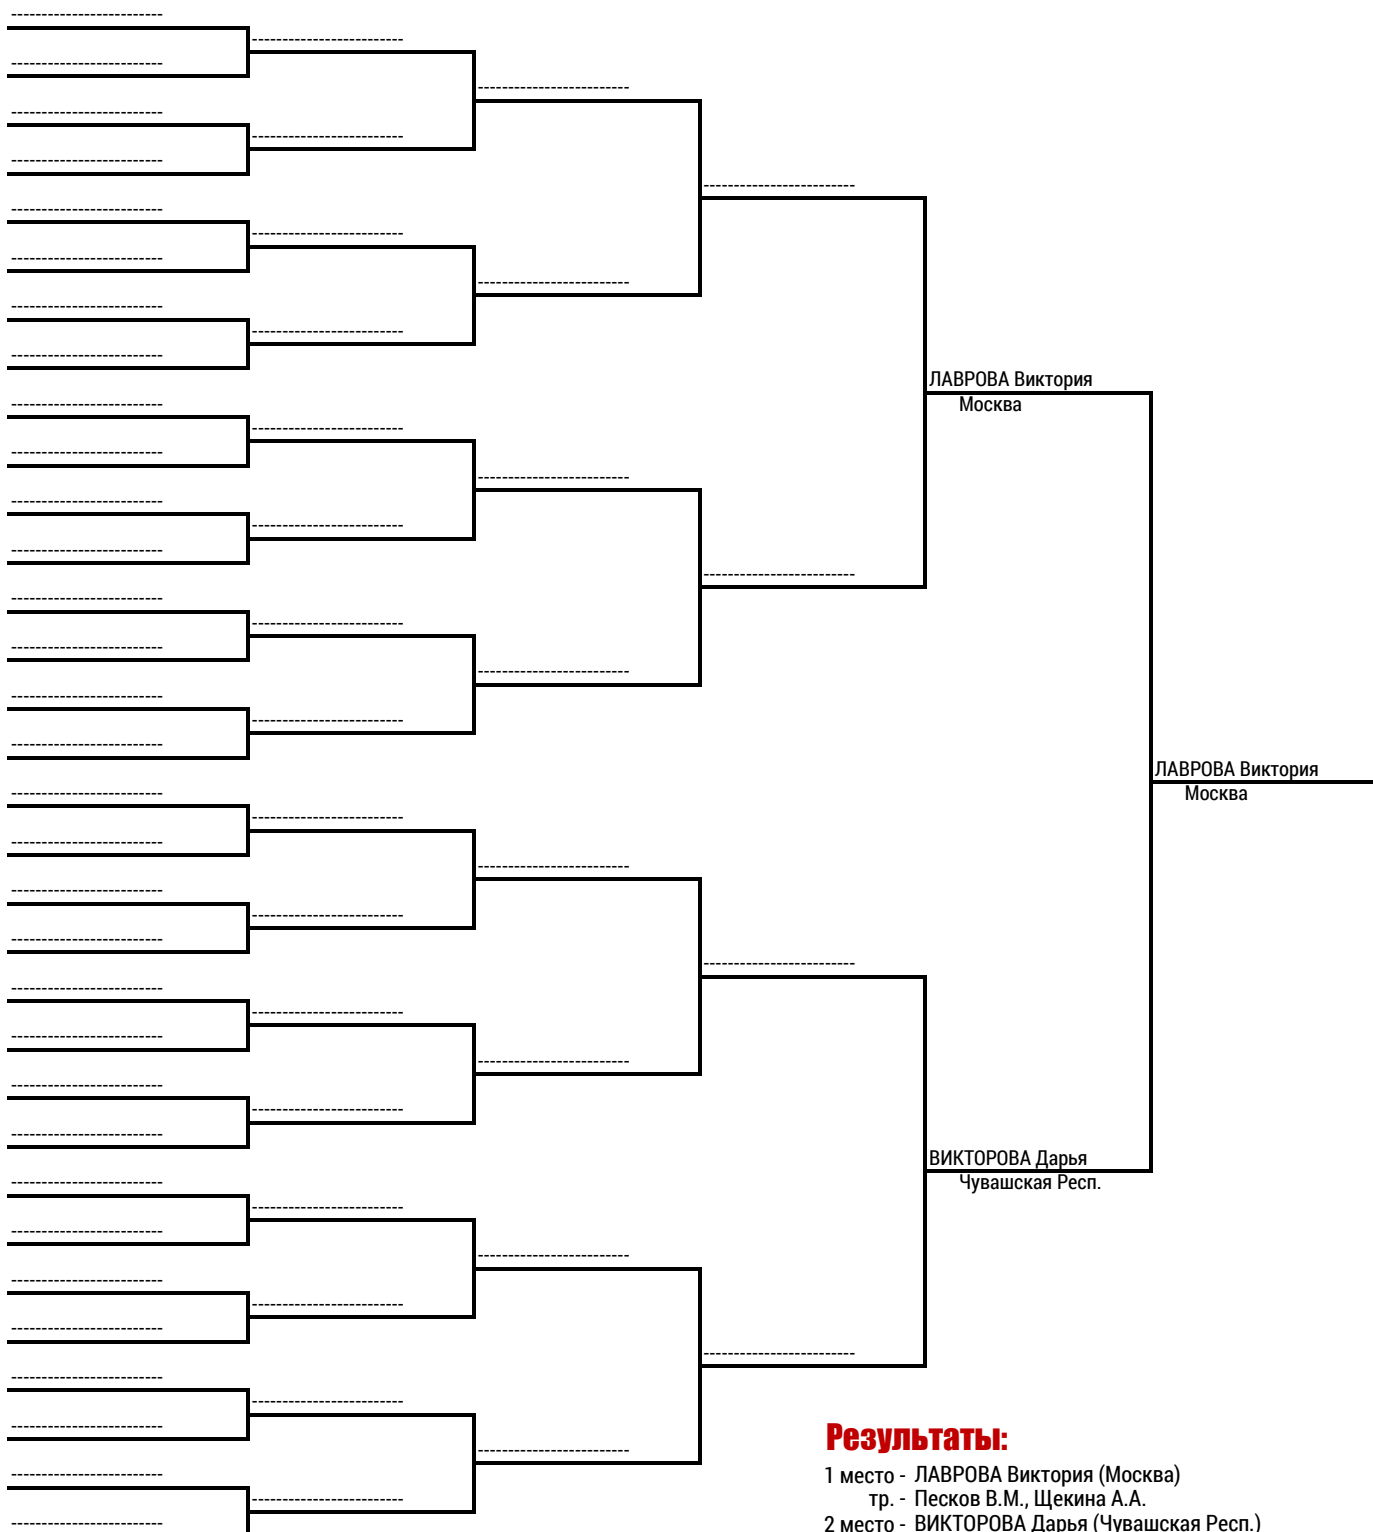 ЛАВРОВА Виктория
Москва
ЛАВРОВА Виктория
Москва
ВИКТОРОВА Дарья
Чувашская Респ.
Результаты:
1 место - ЛАВРОВА Виктория (Москва)
тр. - Песков В.М., Щекина А.А.
2 место - ВИКТОРОВА Дарья (Чувашская Респ.)